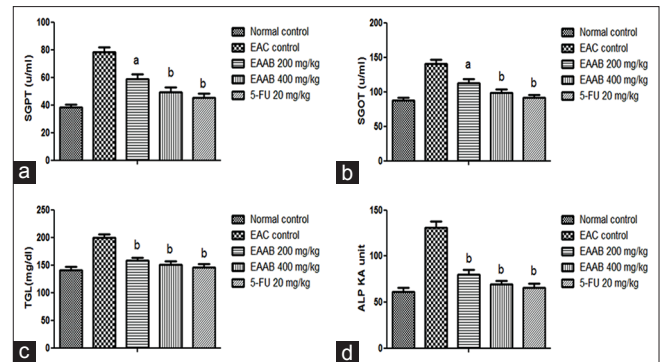 80
60
40
20
0
SGPT (u/ml)
a
b
b
Normal control
EAC control
EAAB 200 mg/kg
EAAB 400 mg/kg
5-FU 20 mg/kg
a
200
150
100
50
0
SGOT (u/ml)
a
b
b
Normal control
EAC control
EAAB 200 mg/kg
EAAB 400 mg/kg
5-FU 20 mg/kg
b
250
200
150
100
50
0
TGL(mg/dl)
b
b
b
Normal control
EAC control
EAAB 200 mg/kg
EAAB 400 mg/kg
5-FU 20 mg/kg
c
150
100
50
0
ALP KA unit
b
b
b
Normal control
EAC control
EAAB 200 mg/kg
EAAB 400 mg/kg
5-FU 20 mg/kg
d